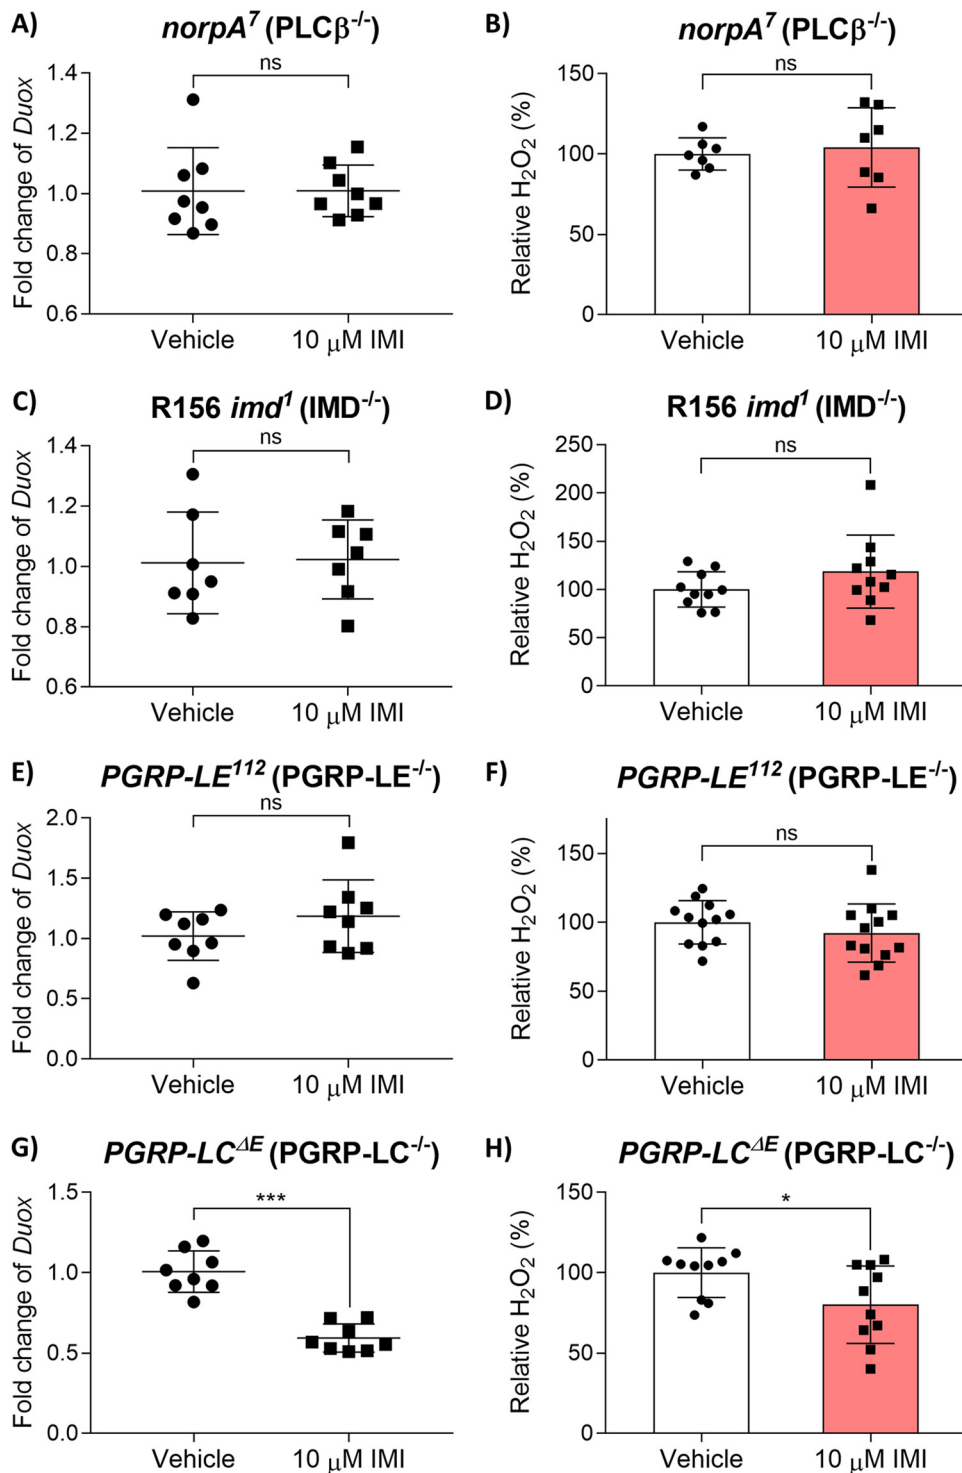 A)
norpA⁷ (PLCβ⁻/⁻)
ns
Fold change of Duox
1.4
1.2
1.0
0.8
0.6
Vehicle
10 μM IMI
B)
norpA⁷ (PLCβ⁻/⁻)
ns
Relative H₂O₂ (%)
150
100
50
0
Vehicle
10 μM IMI
C)
R156 imd¹ (IMD⁻/⁻)
ns
Fold change of Duox
1.4
1.2
1.0
0.8
0.6
Vehicle
10 μM IMI
D)
R156 imd¹ (IMD⁻/⁻)
ns
Relative H₂O₂ (%)
250
200
150
100
50
0
Vehicle
10 μM IMI
E)
PGRP-LE¹¹² (PGRP-LE⁻/⁻)
ns
Fold change of Duox
2.0
1.5
1.0
0.5
0.0
Vehicle
10 μM IMI
F)
PGRP-LE¹¹² (PGRP-LE⁻/⁻)
ns
Relative H₂O₂ (%)
150
100
50
0
Vehicle
10 μM IMI
G)
PGRP-LC^ΔE (PGRP-LC⁻/⁻)
***
Fold change of Duox
1.5
1.0
0.5
0.0
Vehicle
10 μM IMI
H)
PGRP-LC^ΔE (PGRP-LC⁻/⁻)
*
Relative H₂O₂ (%)
150
100
50
0
Vehicle
10 μM IMI